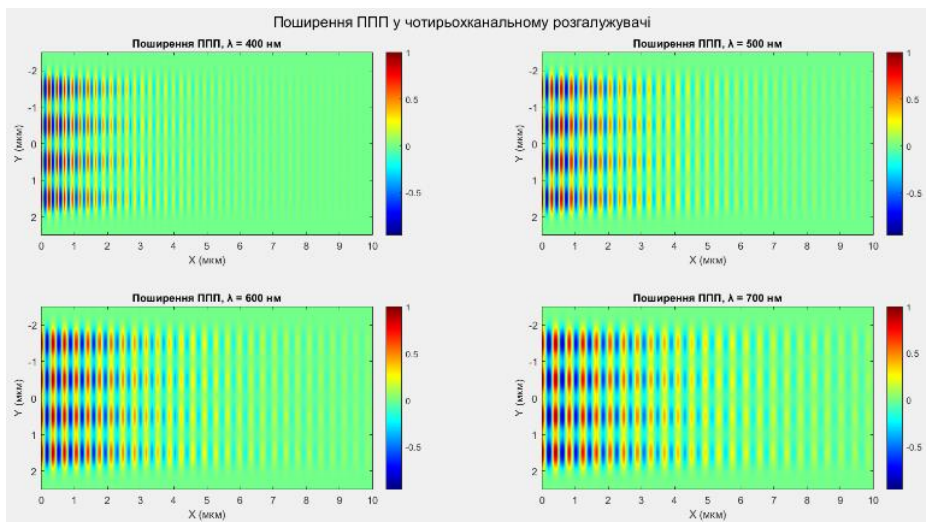 Поширення ППП у чотирьохканальному розгалужувачі
Поширення ППП, λ = 400 нм
-2
-1
0
1
2
Y (мкм)
0 1 2 3 4 5 6 7 8 9 10
X (мкм)
1
0.5
0
-0.5
Поширення ППП, λ = 500 нм
-2
-1
0
1
2
Y (мкм)
0 1 2 3 4 5 6 7 8 9 10
X (мкм)
1
0.5
0
-0.5
Поширення ППП, λ = 600 нм
-2
-1
0
1
2
Y (мкм)
0 1 2 3 4 5 6 7 8 9 10
X (мкм)
1
0.5
0
-0.5
Поширення ППП, λ = 700 нм
-2
-1
0
1
2
Y (мкм)
0 1 2 3 4 5 6 7 8 9 10
X (мкм)
1
0.5
0
-0.5